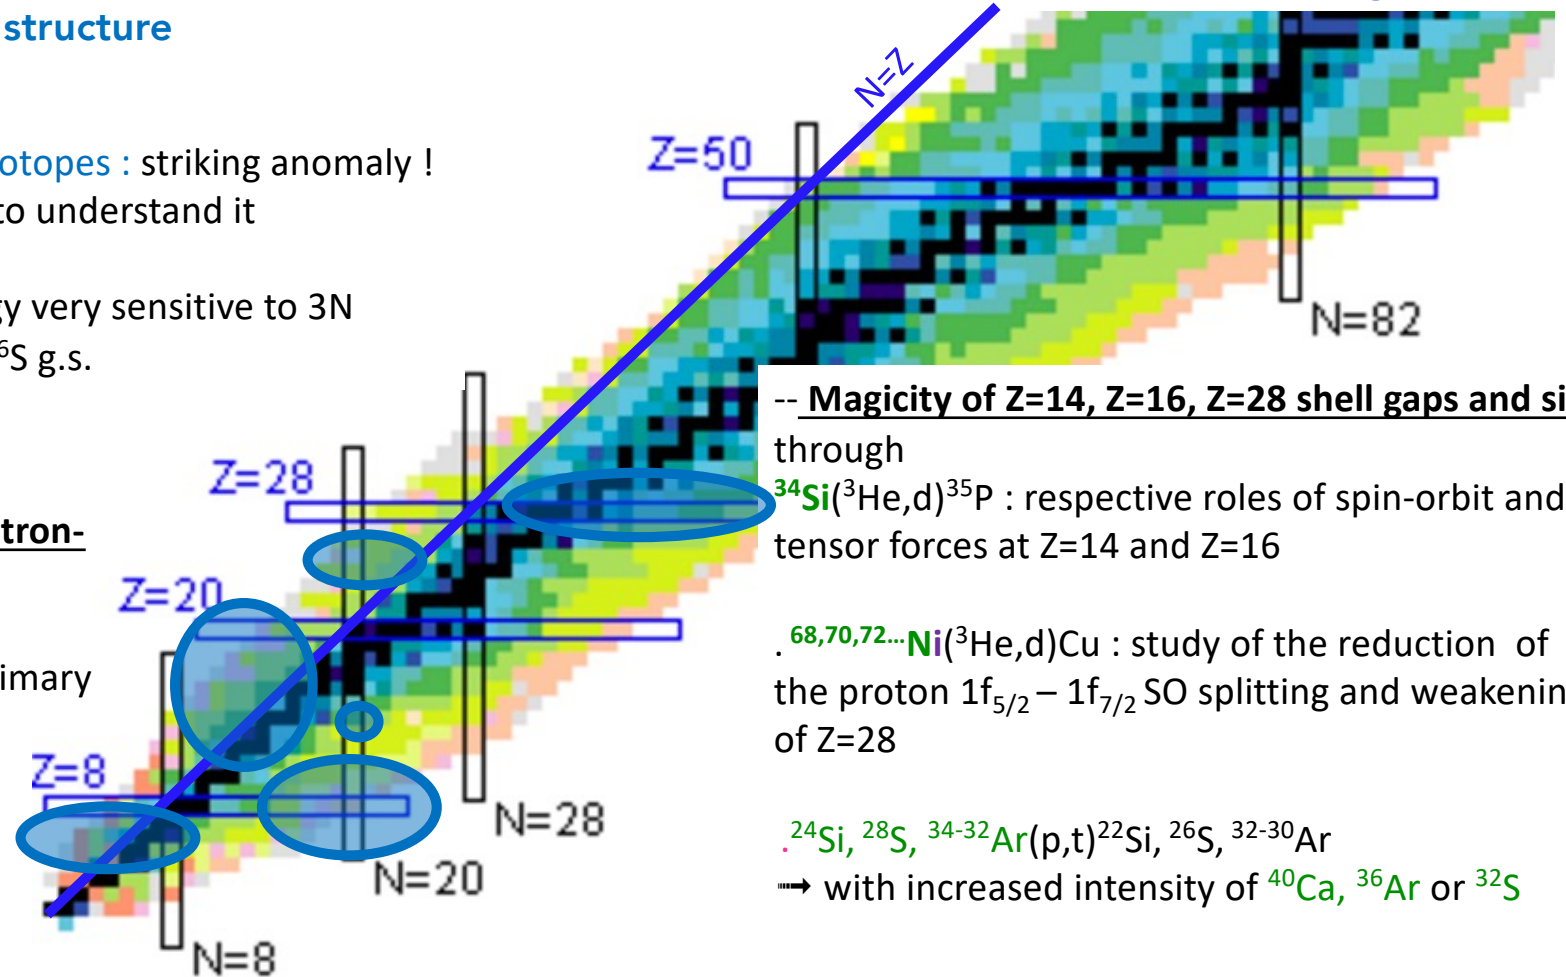 structure
N=Z
Z=50
otopes : striking anomaly !
to understand it
gy very sensitive to 3N
⁶S g.s.
N=82
-- Magicity of Z=14, Z=16, Z=28 shell gaps and si
through
³⁴Si(³He,d)³⁵P : respective roles of spin-orbit and
tensor forces at Z=14 and Z=16
Z=28
tron-
Z=20
. ⁶⁸,⁷⁰,⁷²…Ni(³He,d)Cu : study of the reduction of
the proton 1f₅/₂ – 1f₇/₂ SO splitting and weakenin
of Z=28
imary
Z=8
N=28
N=20
N=8
.²⁴Si, ²⁸S, ³⁴⁻³²Ar(p,t)²²Si, ²⁶S, ³²⁻³⁰Ar
➟ with increased intensity of ⁴⁰Ca, ³⁶Ar or ³²S